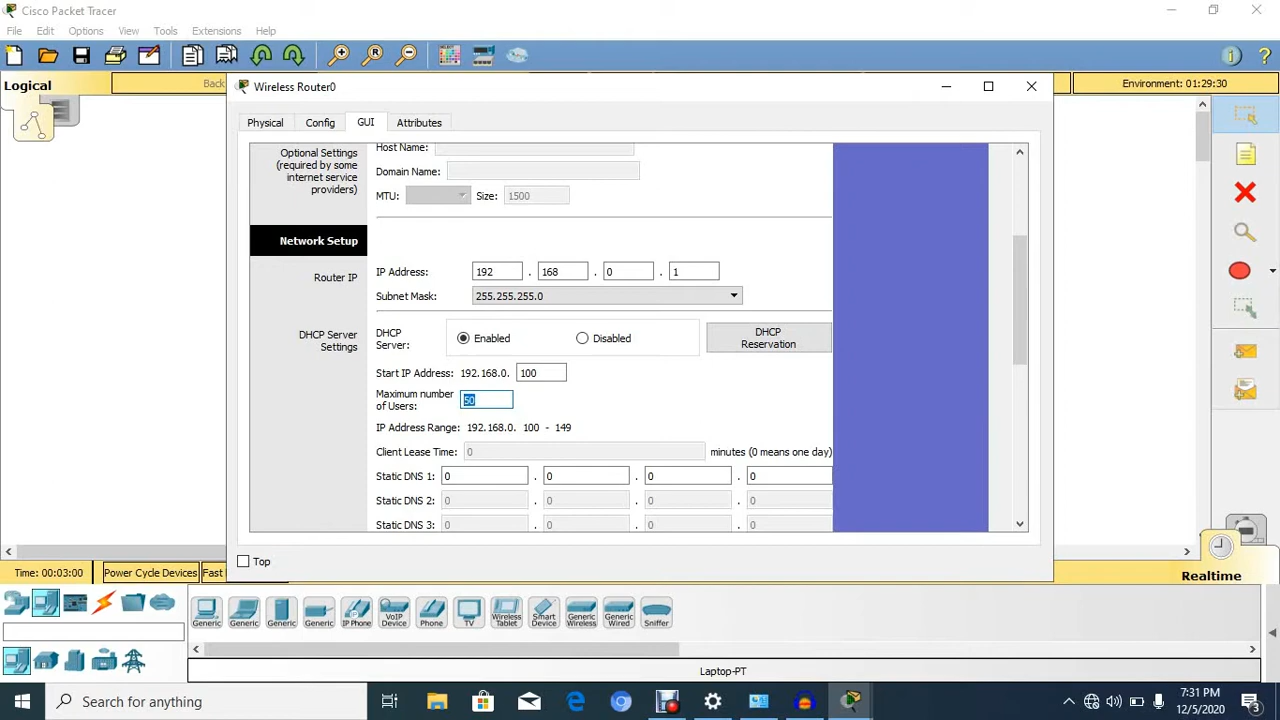 Cisco Packet Tracer
File Edit Options View Tools Extensions Help
Logical
Back
Environment: 01:29:30
Wireless Router0
Physical Config GUI Attributes
Optional Settings
(required by some
internet service
providers)
Host Name:
Domain Name:
MTU: Size: 1500
Network Setup
Router IP
IP Address: 192 . 168 . 0 . 1
Subnet Mask: 255.255.255.0
DHCP Server
Settings
DHCP
Server:
Enabled Disabled
DHCP
Reservation
Start IP Address: 192.168.0. 100
Maximum number
of Users:
50
IP Address Range: 192.168.0. 100 - 149
Client Lease Time: 0 minutes (0 means one day)
Static DNS 1: 0 . 0 . 0 . 0
Static DNS 2: 0 . 0 . 0 . 0
Static DNS 3: 0 . 0 . 0 . 0
Top
Time: 00:03:00 Power Cycle Devices Fast
Realtime
Generic Generic Generic Generic IP Phone VoIP
Device Phone TV Wireless
Tablet Smart
Device Generic
Wireless Generic
Wired Sniffer
Laptop-PT
Search for anything
7:31 PM
12/5/2020
3